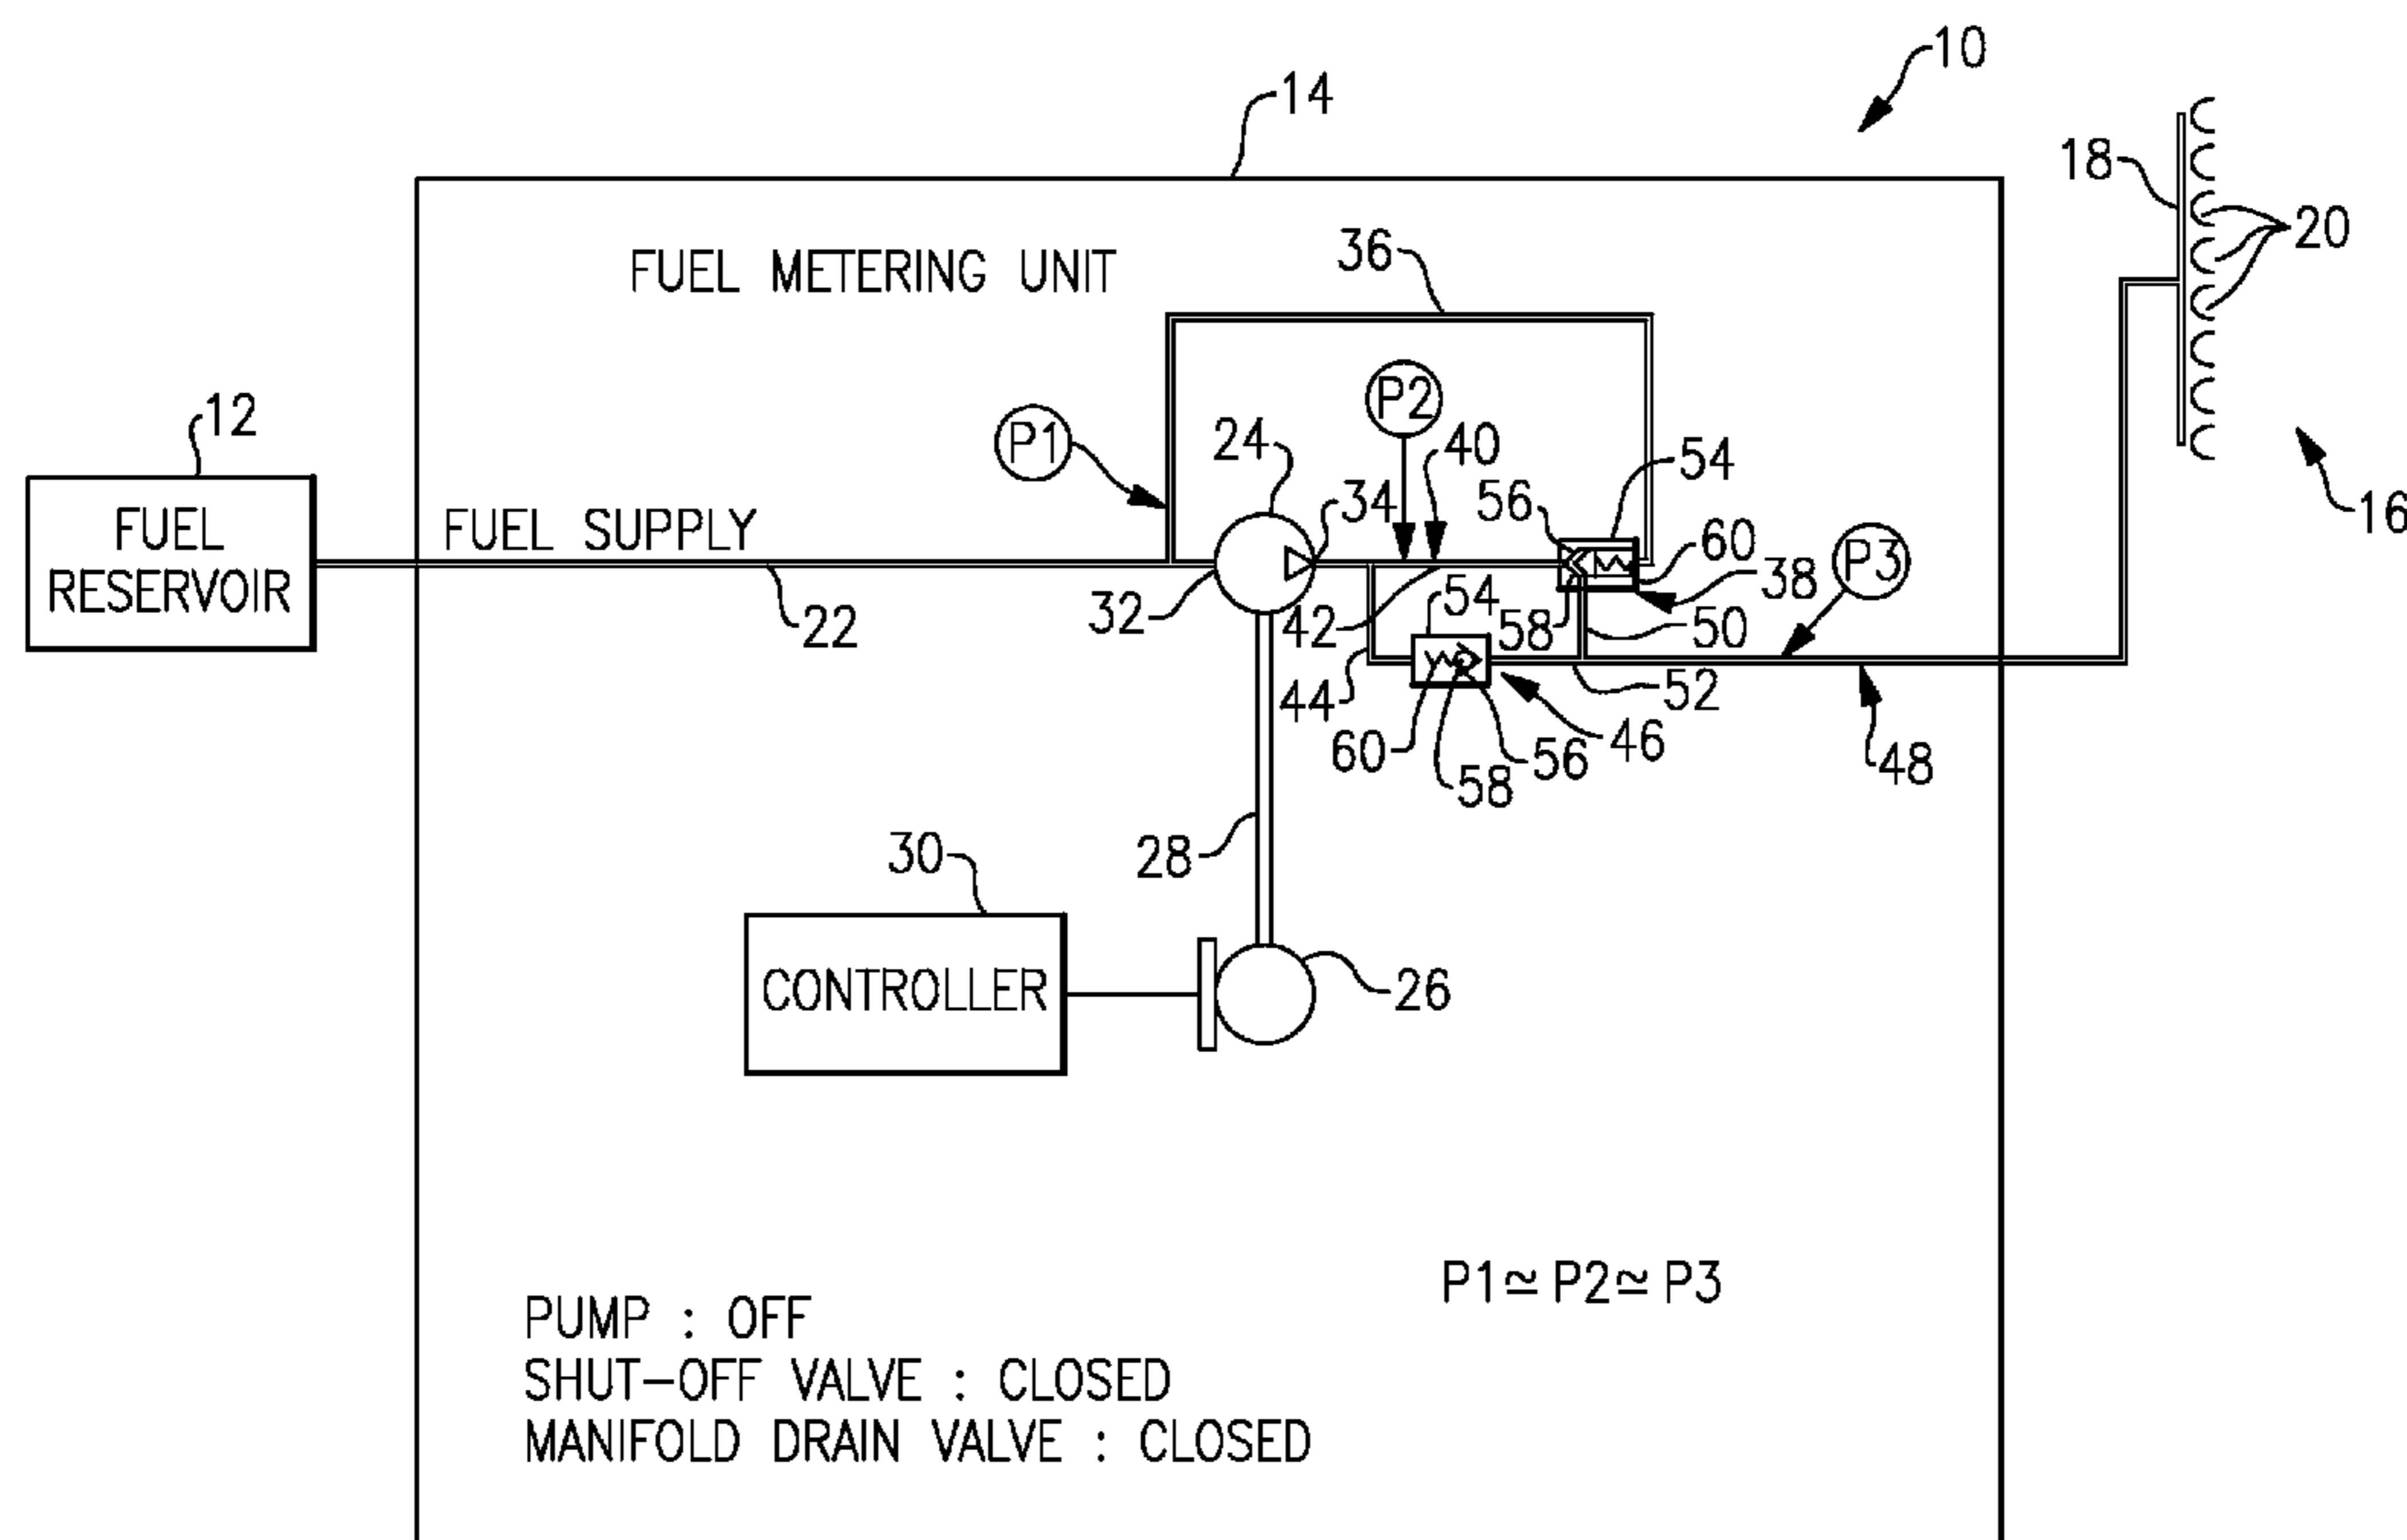 10
14
18
20
FUEL METERING UNIT
36
P2
12
P1
24
40
54
56
34
60
16
FUEL
RESERVOIR
FUEL SUPPLY
P3
38
32
22
42
54
58
50
44
52
46
60
56
58
48
28
30
CONTROLLER
26
P1≃P2≃P3
PUMP : OFF
SHUT-OFF VALVE : CLOSED
MANIFOLD DRAIN VALVE : CLOSED